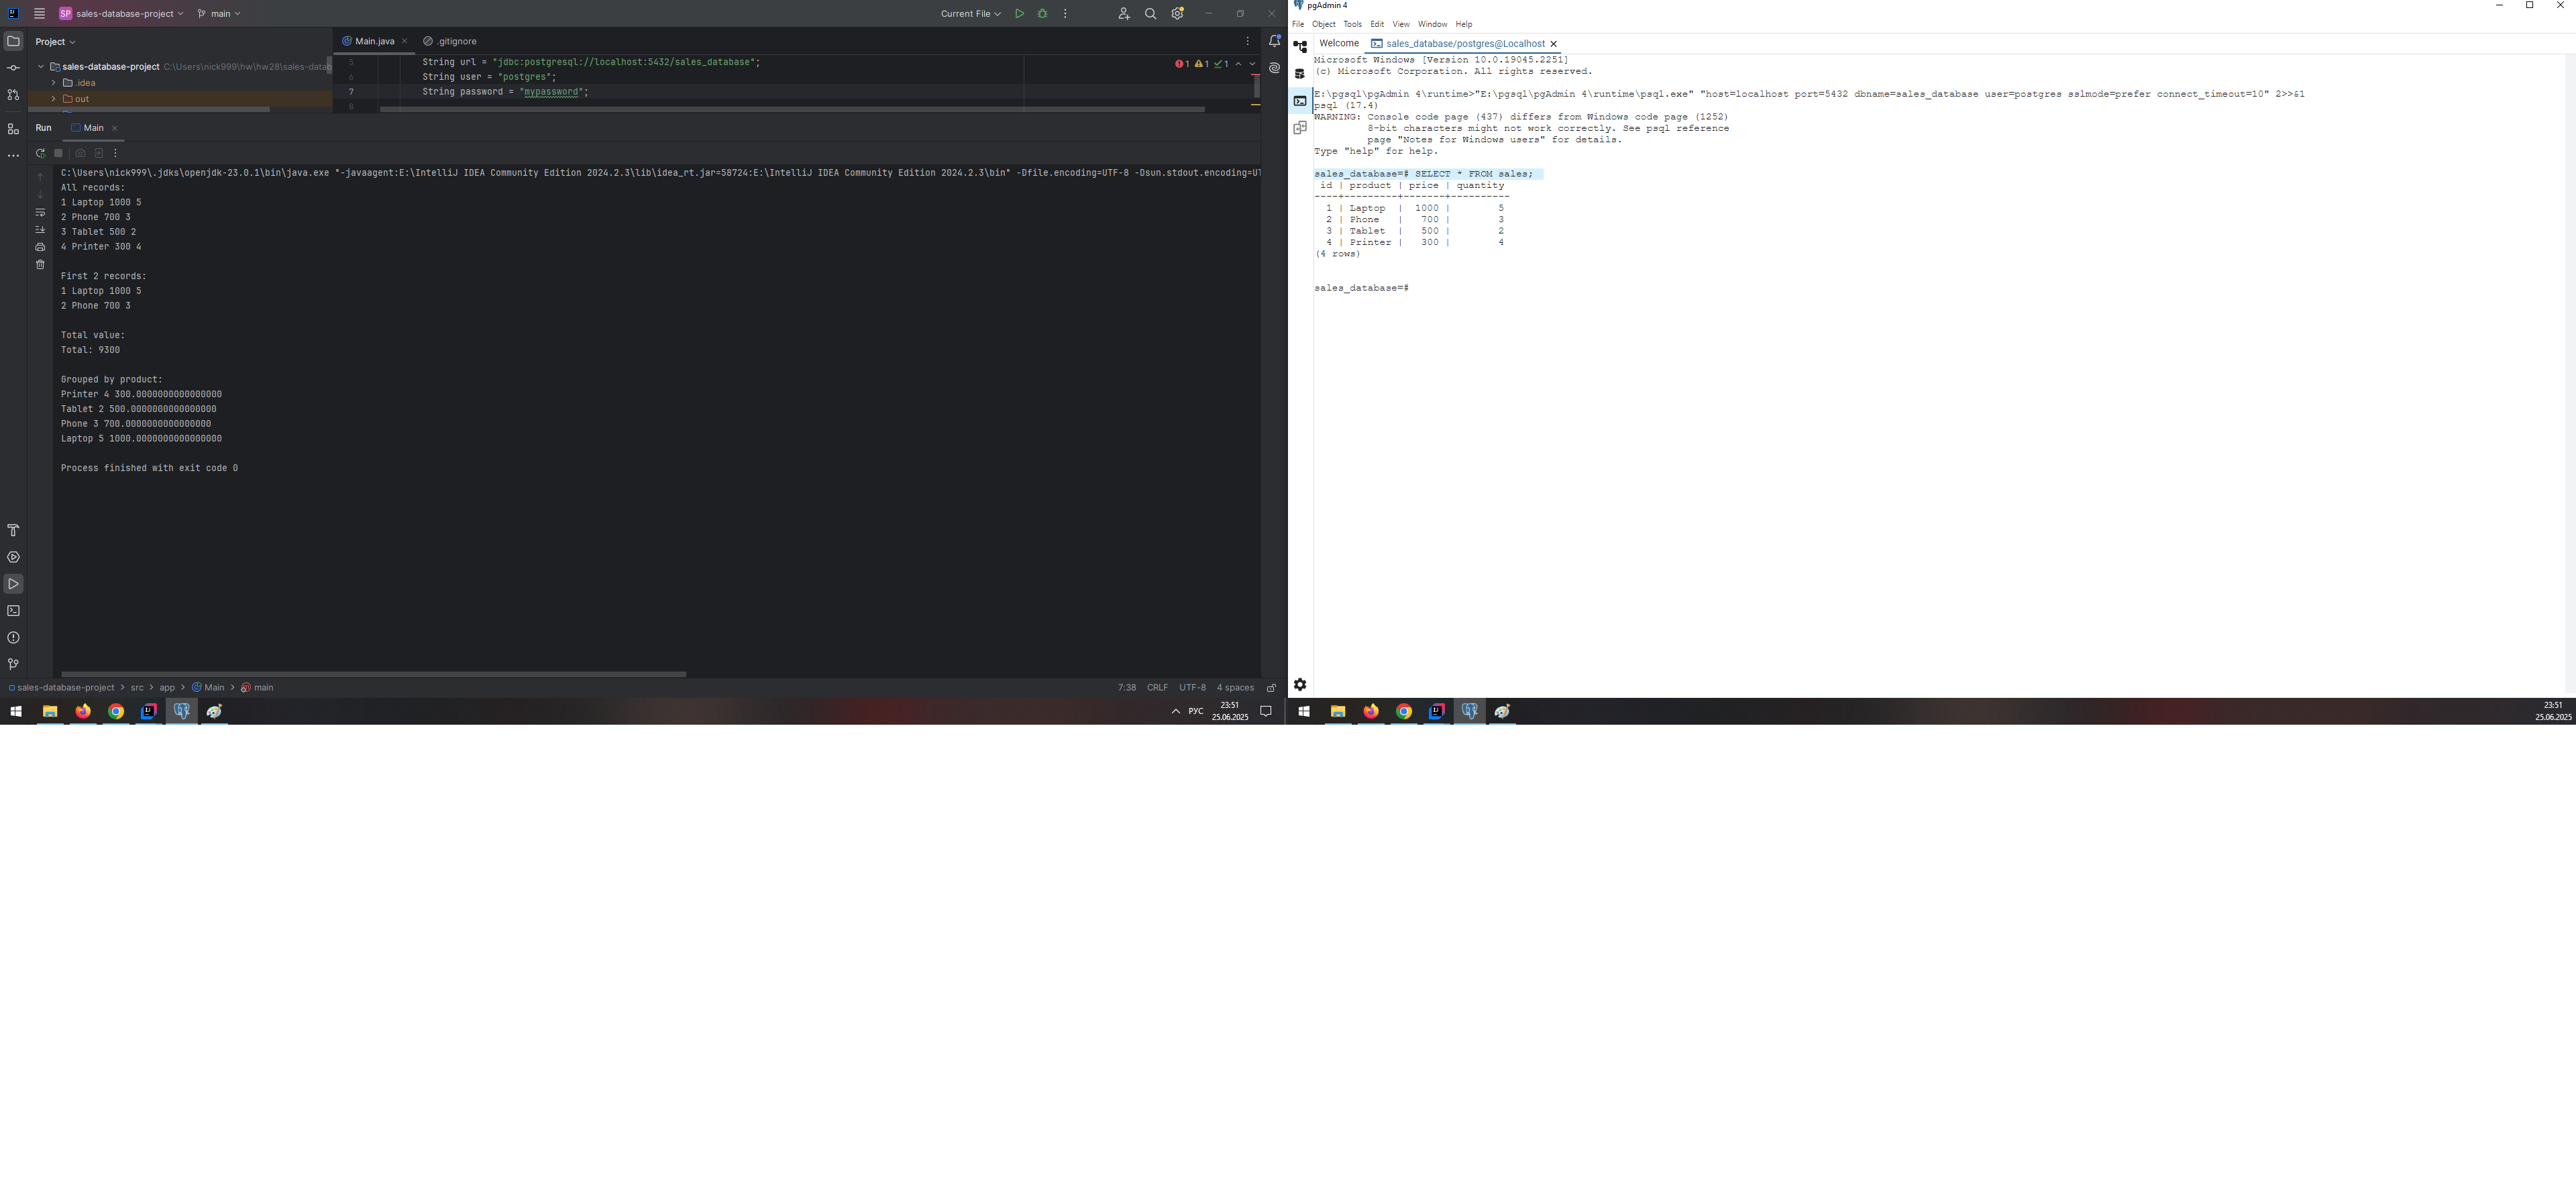 SP sales-database-project
main
Current File
Project
Main.java
.gitignore
sales-database-project C:\Users\nick999\hw\hw28\sales-datab
.idea
out
5 String url = "jdbc:postgresql://localhost:5432/sales_database";
6 String user = "postgres";
7 String password = "mypassword";
8
1 1 1
Run Main
C:\Users\nick999\.jdks\openjdk-23.0.1\bin\java.exe "-javaagent:E:\IntelliJ IDEA Community Edition 2024.2.3\lib\idea_rt.jar=58724:E:\IntelliJ IDEA Community Edition 2024.2.3\bin" -Dfile.encoding=UTF-8 -Dsun.stdout.encoding=UT
All records:
1 Laptop 1000 5
2 Phone 700 3
3 Tablet 500 2
4 Printer 300 4
First 2 records:
1 Laptop 1000 5
2 Phone 700 3
Total value:
Total: 9300
Grouped by product:
Printer 4 300.0000000000000000
Tablet 2 500.0000000000000000
Phone 3 700.0000000000000000
Laptop 5 1000.0000000000000000
Process finished with exit code 0
sales-database-project > src > app > Main > main
7:38 CRLF UTF-8 4 spaces
РУС
23:51
25.06.2025
pgAdmin 4
File Object Tools Edit View Window Help
Welcome
sales_database/postgres@Localhost
Microsoft Windows [Version 10.0.19045.2251]
(c) Microsoft Corporation. All rights reserved.
E:\pgsql\pgAdmin 4\runtime>"E:\pgsql\pgAdmin 4\runtime\psql.exe" "host=localhost port=5432 dbname=sales_database user=postgres sslmode=prefer connect_timeout=10" 2>>&1
psql (17.4)
WARNING: Console code page (437) differs from Windows code page (1252)
8-bit characters might not work correctly. See psql reference
page "Notes for Windows users" for details.
Type "help" for help.
sales_database=# SELECT * FROM sales;
id | product | price | quantity
----+---------+-------+----------
1 | Laptop | 1000 | 5
2 | Phone | 700 | 3
3 | Tablet | 500 | 2
4 | Printer | 300 | 4
(4 rows)
sales_database=#
23:51
25.06.2025